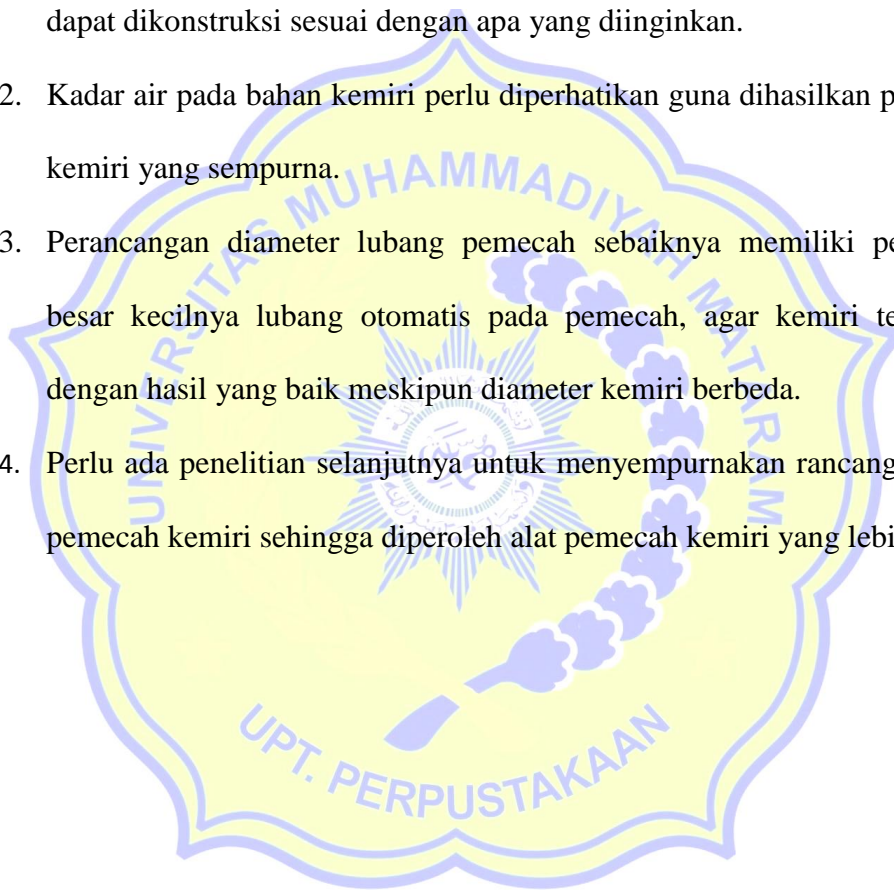 dapat dikonstruksi sesuai dengan apa yang diinginkan.
2. Kadar air pada bahan kemiri perlu diperhatikan guna dihasilkan p
kemiri yang sempurna.
3. Perancangan diameter lubang pemecah sebaiknya memiliki pe
besar kecilnya lubang otomatis pada pemecah, agar kemiri te
dengan hasil yang baik meskipun diameter kemiri berbeda.
4. Perlu ada penelitian selanjutnya untuk menyempurnakan rancang
pemecah kemiri sehingga diperoleh alat pemecah kemiri yang lebi
UNIVERSITAS MUHAMMADIYAH MATARAM
UPT. PERPUSTAKAAN